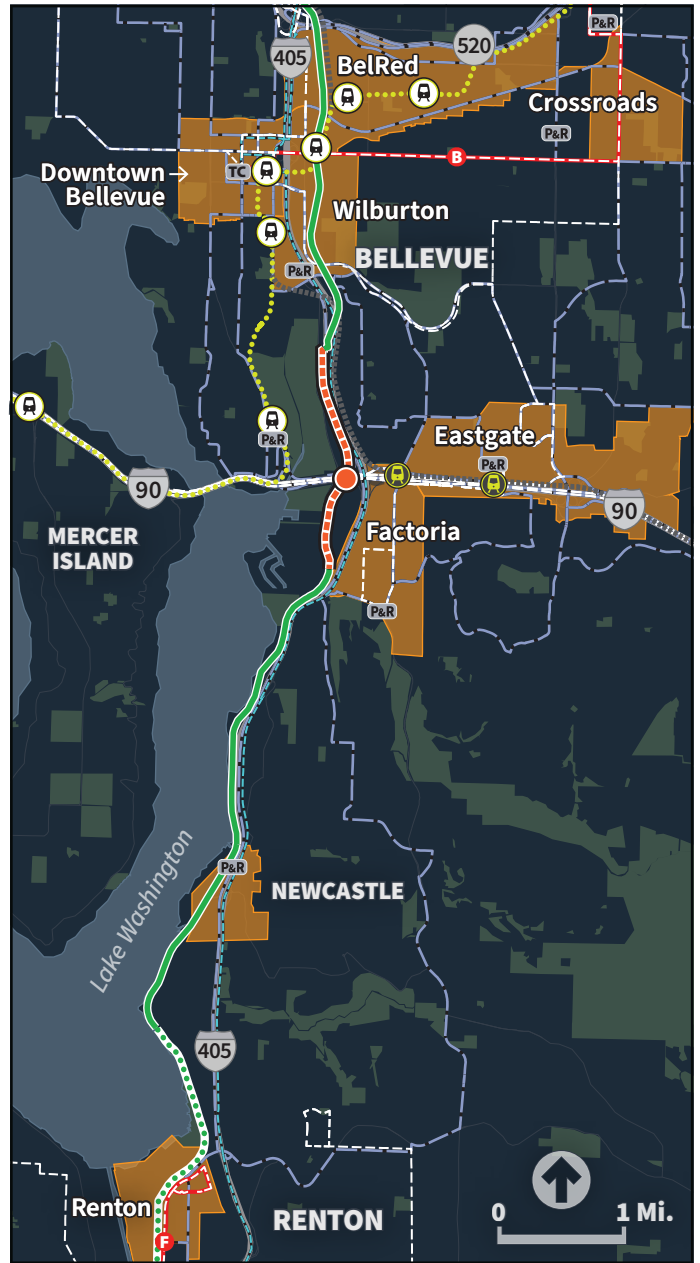 P&R
405
520
BelRed
Crossroads
P&R
B
Downtown
Bellevue
TC
Wilburton
BELLEVUE
P&R
P&R
Eastgate
P&R
90
90
MERCER
ISLAND
Factoria
P&R
P&R
NEWCASTLE
Lake Washington
405
Renton
F
RENTON
0 1 Mi.